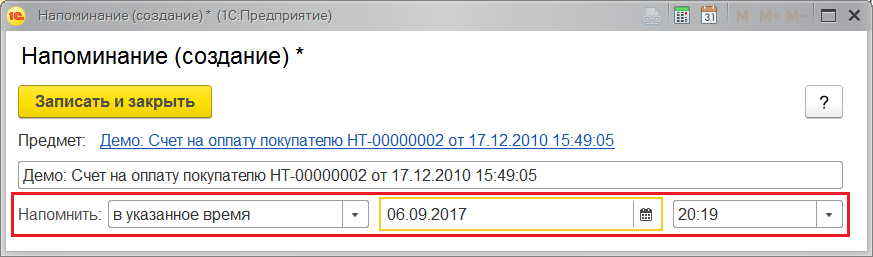 Напоминание (создание) * (1С:Предприятие)
M M+ M-
Напоминание (создание) *
Записать и закрыть
?
Предмет: Демо: Счет на оплату покупателю НТ-00000002 от 17.12.2010 15:49:05
Демо: Счет на оплату покупателю НТ-00000002 от 17.12.2010 15:49:05
Напомнить: в указанное время 06.09.2017 20:19